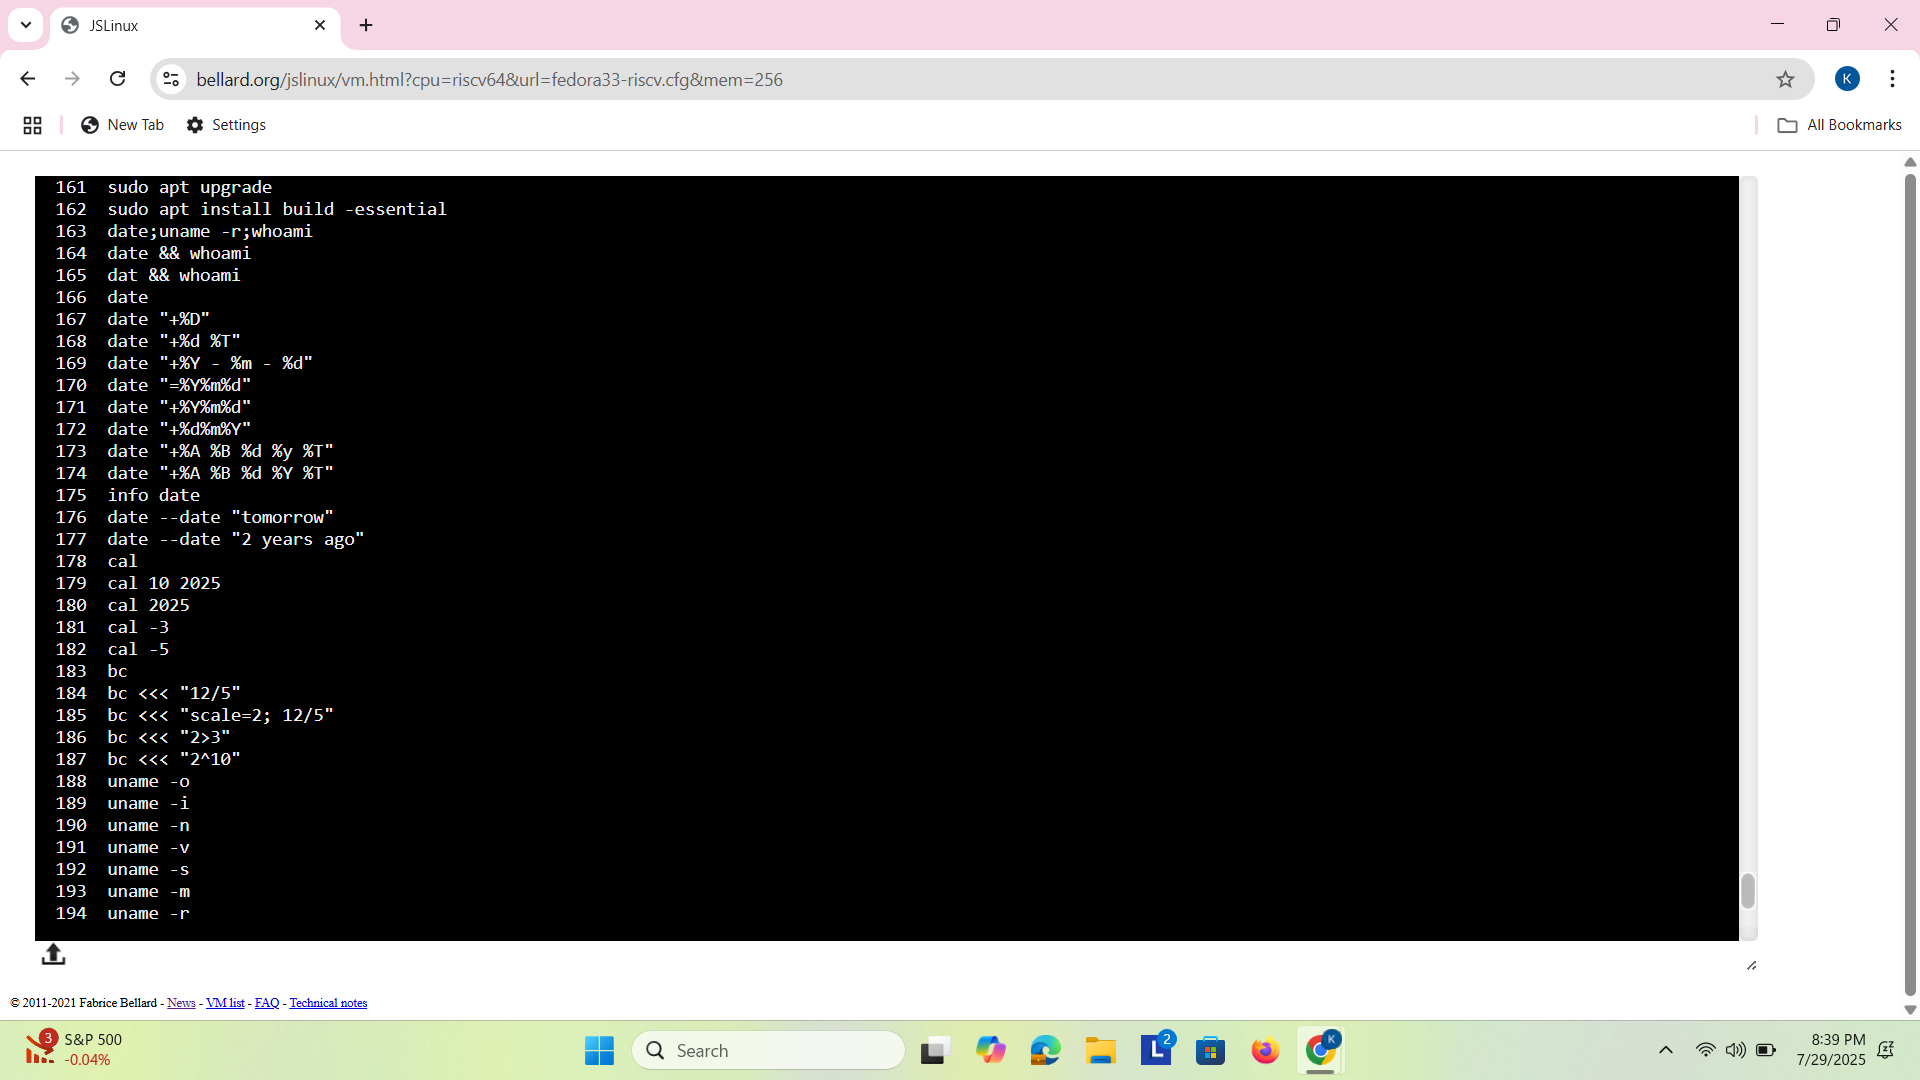 JSLinux
bellard.org/jslinux/vm.html?cpu=riscv64&url=fedora33-riscv.cfg&mem=256
K
New Tab
Settings
All Bookmarks
161  sudo apt upgrade
162  sudo apt install build -essential
163  date;uname -r;whoami
164  date && whoami
165  dat && whoami
166  date
167  date "+%D"
168  date "+%d %T"
169  date "+%Y - %m - %d"
170  date "=%Y%m%d"
171  date "+%Y%m%d"
172  date "+%d%m%Y"
173  date "+%A %B %d %y %T"
174  date "+%A %B %d %Y %T"
175  info date
176  date --date "tomorrow"
177  date --date "2 years ago"
178  cal
179  cal 10 2025
180  cal 2025
181  cal -3
182  cal -5
183  bc
184  bc <<< "12/5"
185  bc <<< "scale=2; 12/5"
186  bc <<< "2>3"
187  bc <<< "2^10"
188  uname -o
189  uname -i
190  uname -n
191  uname -v
192  uname -s
193  uname -m
194  uname -r
© 2011-2021 Fabrice Bellard - News - VM list - FAQ - Technical notes
3
S&P 500
-0.04%
Search
L
2
K
8:39 PM
7/29/2025